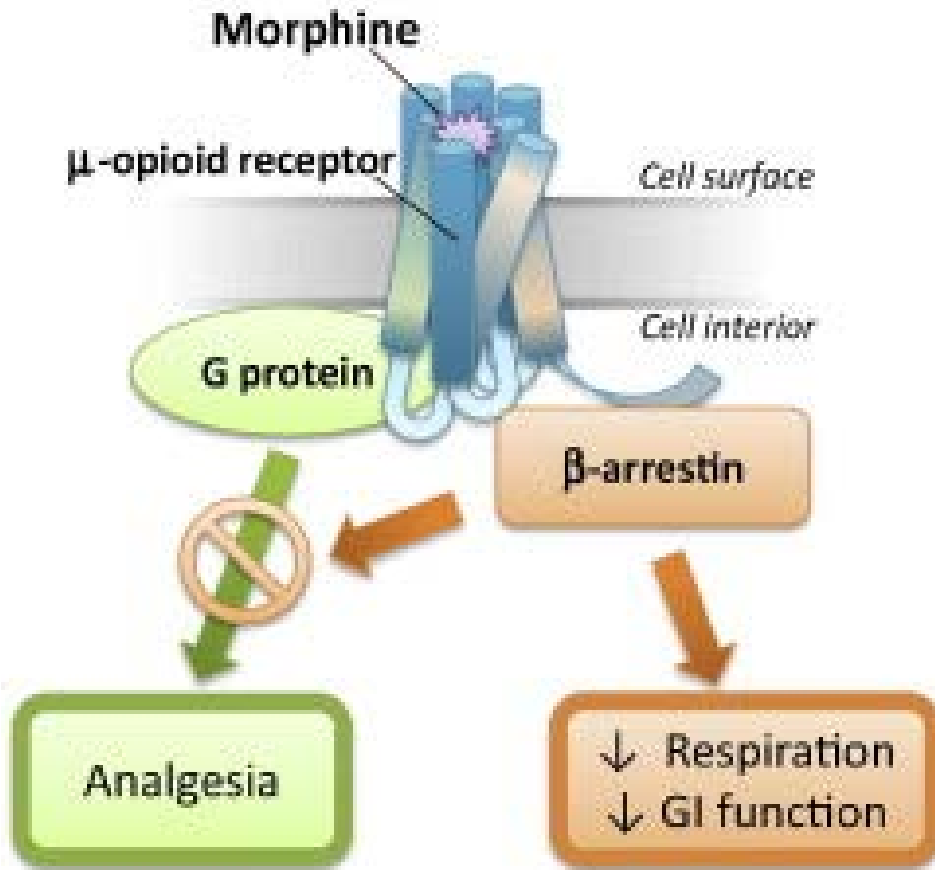 Morphine
μ-opioid receptor
Cell surface
Cell interior
G protein
β-arrestin
Analgesia
↓ Respiration
↓ GI function